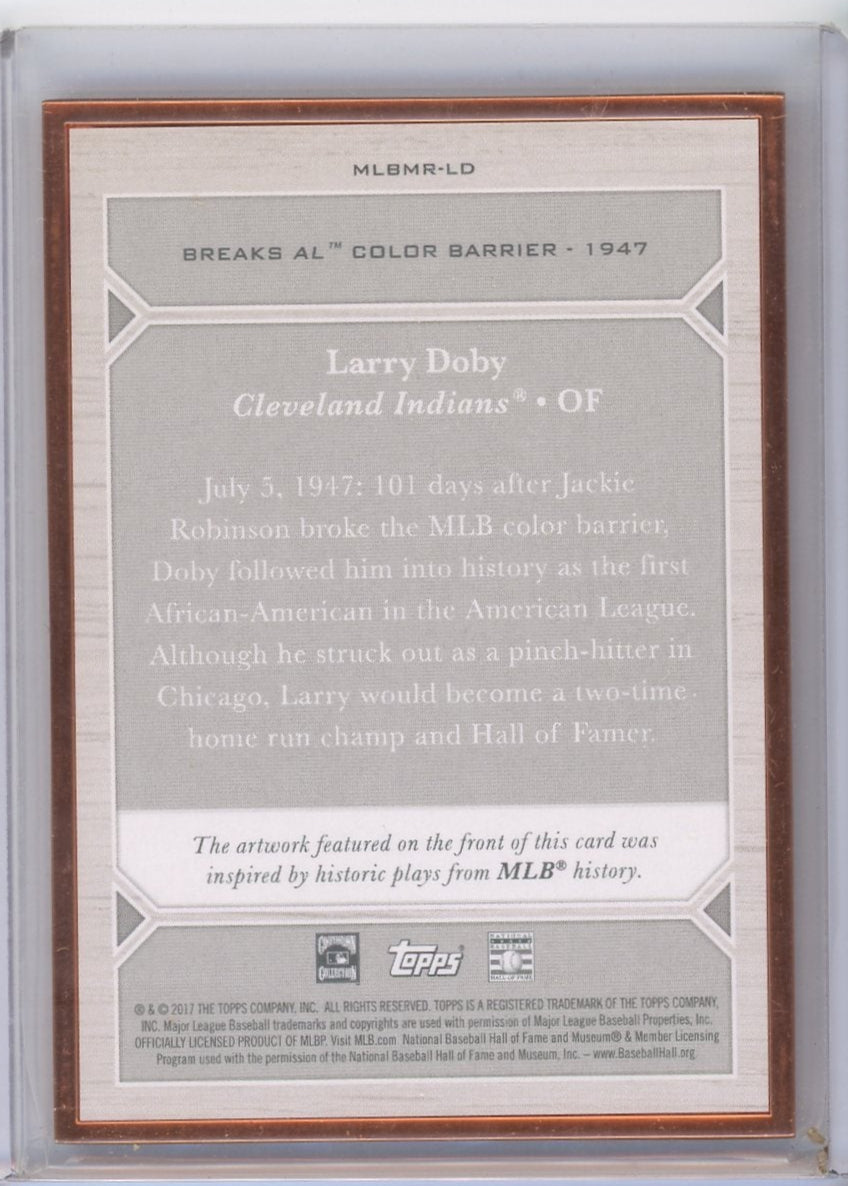 MLBMR-LD
BREAKS AL™ COLOR BARRIER - 1947
Larry Doby
Cleveland Indians® • OF
July 5, 1947: 101 days after Jackie
Robinson broke the MLB color barrier,
Doby followed him into history as the first
African-American in the American League.
Although he struck out as a pinch-hitter in
Chicago, Larry would become a two-time
home run champ and Hall of Famer.
The artwork featured on the front of this card was
inspired by historic plays from MLB® history.
COOPERSTOWN
COLLECTION
Topps®
NATIONAL
BASEBALL
HALL OF FAME
® & © 2017 THE TOPPS COMPANY, INC. ALL RIGHTS RESERVED. TOPPS IS A REGISTERED TRADEMARK OF THE TOPPS COMPANY,
INC. Major League Baseball trademarks and copyrights are used with permission of Major League Baseball Properties, Inc.
OFFICIALLY LICENSED PRODUCT OF MLBP. Visit MLB.com National Baseball Hall of Fame and Museum® & Member Licensing
Program used with the permission of the National Baseball Hall of Fame and Museum, Inc. – www.BaseballHall.org